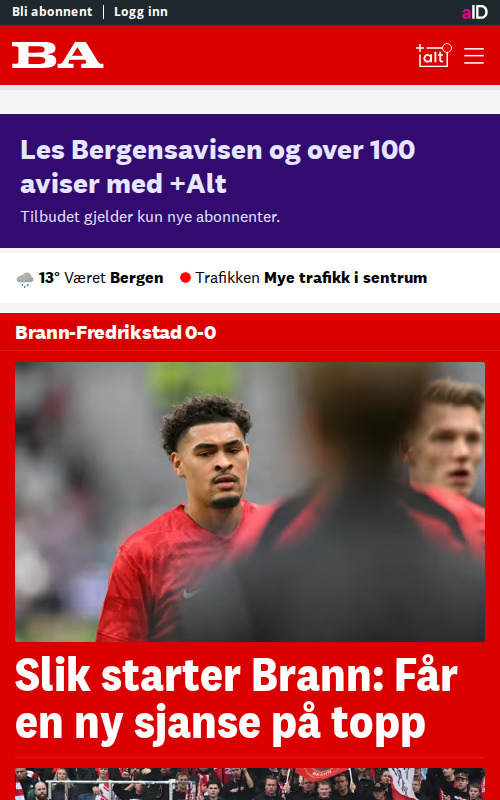 Bli abonnent
Logg inn
aID
BA
+alt
Les Bergensavisen og over 100
aviser med +Alt
Tilbudet gjelder kun nye abonnenter.
13° Været Bergen
Trafikken Mye trafikk i sentrum
Brann-Fredrikstad 0-0
Slik starter Brann: Får
en ny sjanse på topp